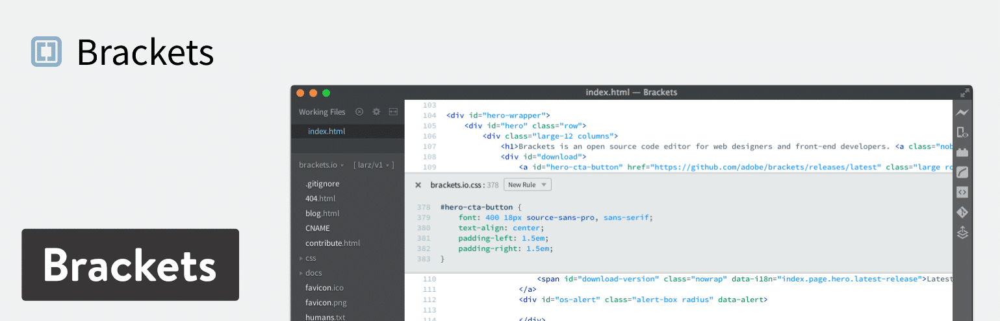 Brackets
Brackets
index.html — Brackets
Working Files
index.html
brackets.io [ larz/v1 ]
.gitignore
404.html
blog.html
CNAME
contribute.html
css
docs
favicon.ico
favicon.png
humans.txt
103
104 <div id="hero-wrapper">
105 <div id="hero" class="row">
106 <div class="large-12 columns">
107 <h1>Brackets is an open source code editor for web designers and front-end developers. <a class="nob
108 <div id="download">
109 <a id="hero-cta-button" href="https://github.com/adobe/brackets/releases/latest" class="large ro
× brackets.io.css : 378 New Rule
378 #hero-cta-button {
379 font: 400 18px source-sans-pro, sans-serif;
380 text-align: center;
381 padding-left: 1.5em;
382 padding-right: 1.5em;
383 }
110 <span id="download-version" class="nowrap" data-i18n="index.page.hero.latest-release">Latest
111 </a>
112 <div id="os-alert" class="alert-box radius" data-alert>
113
114 </div>